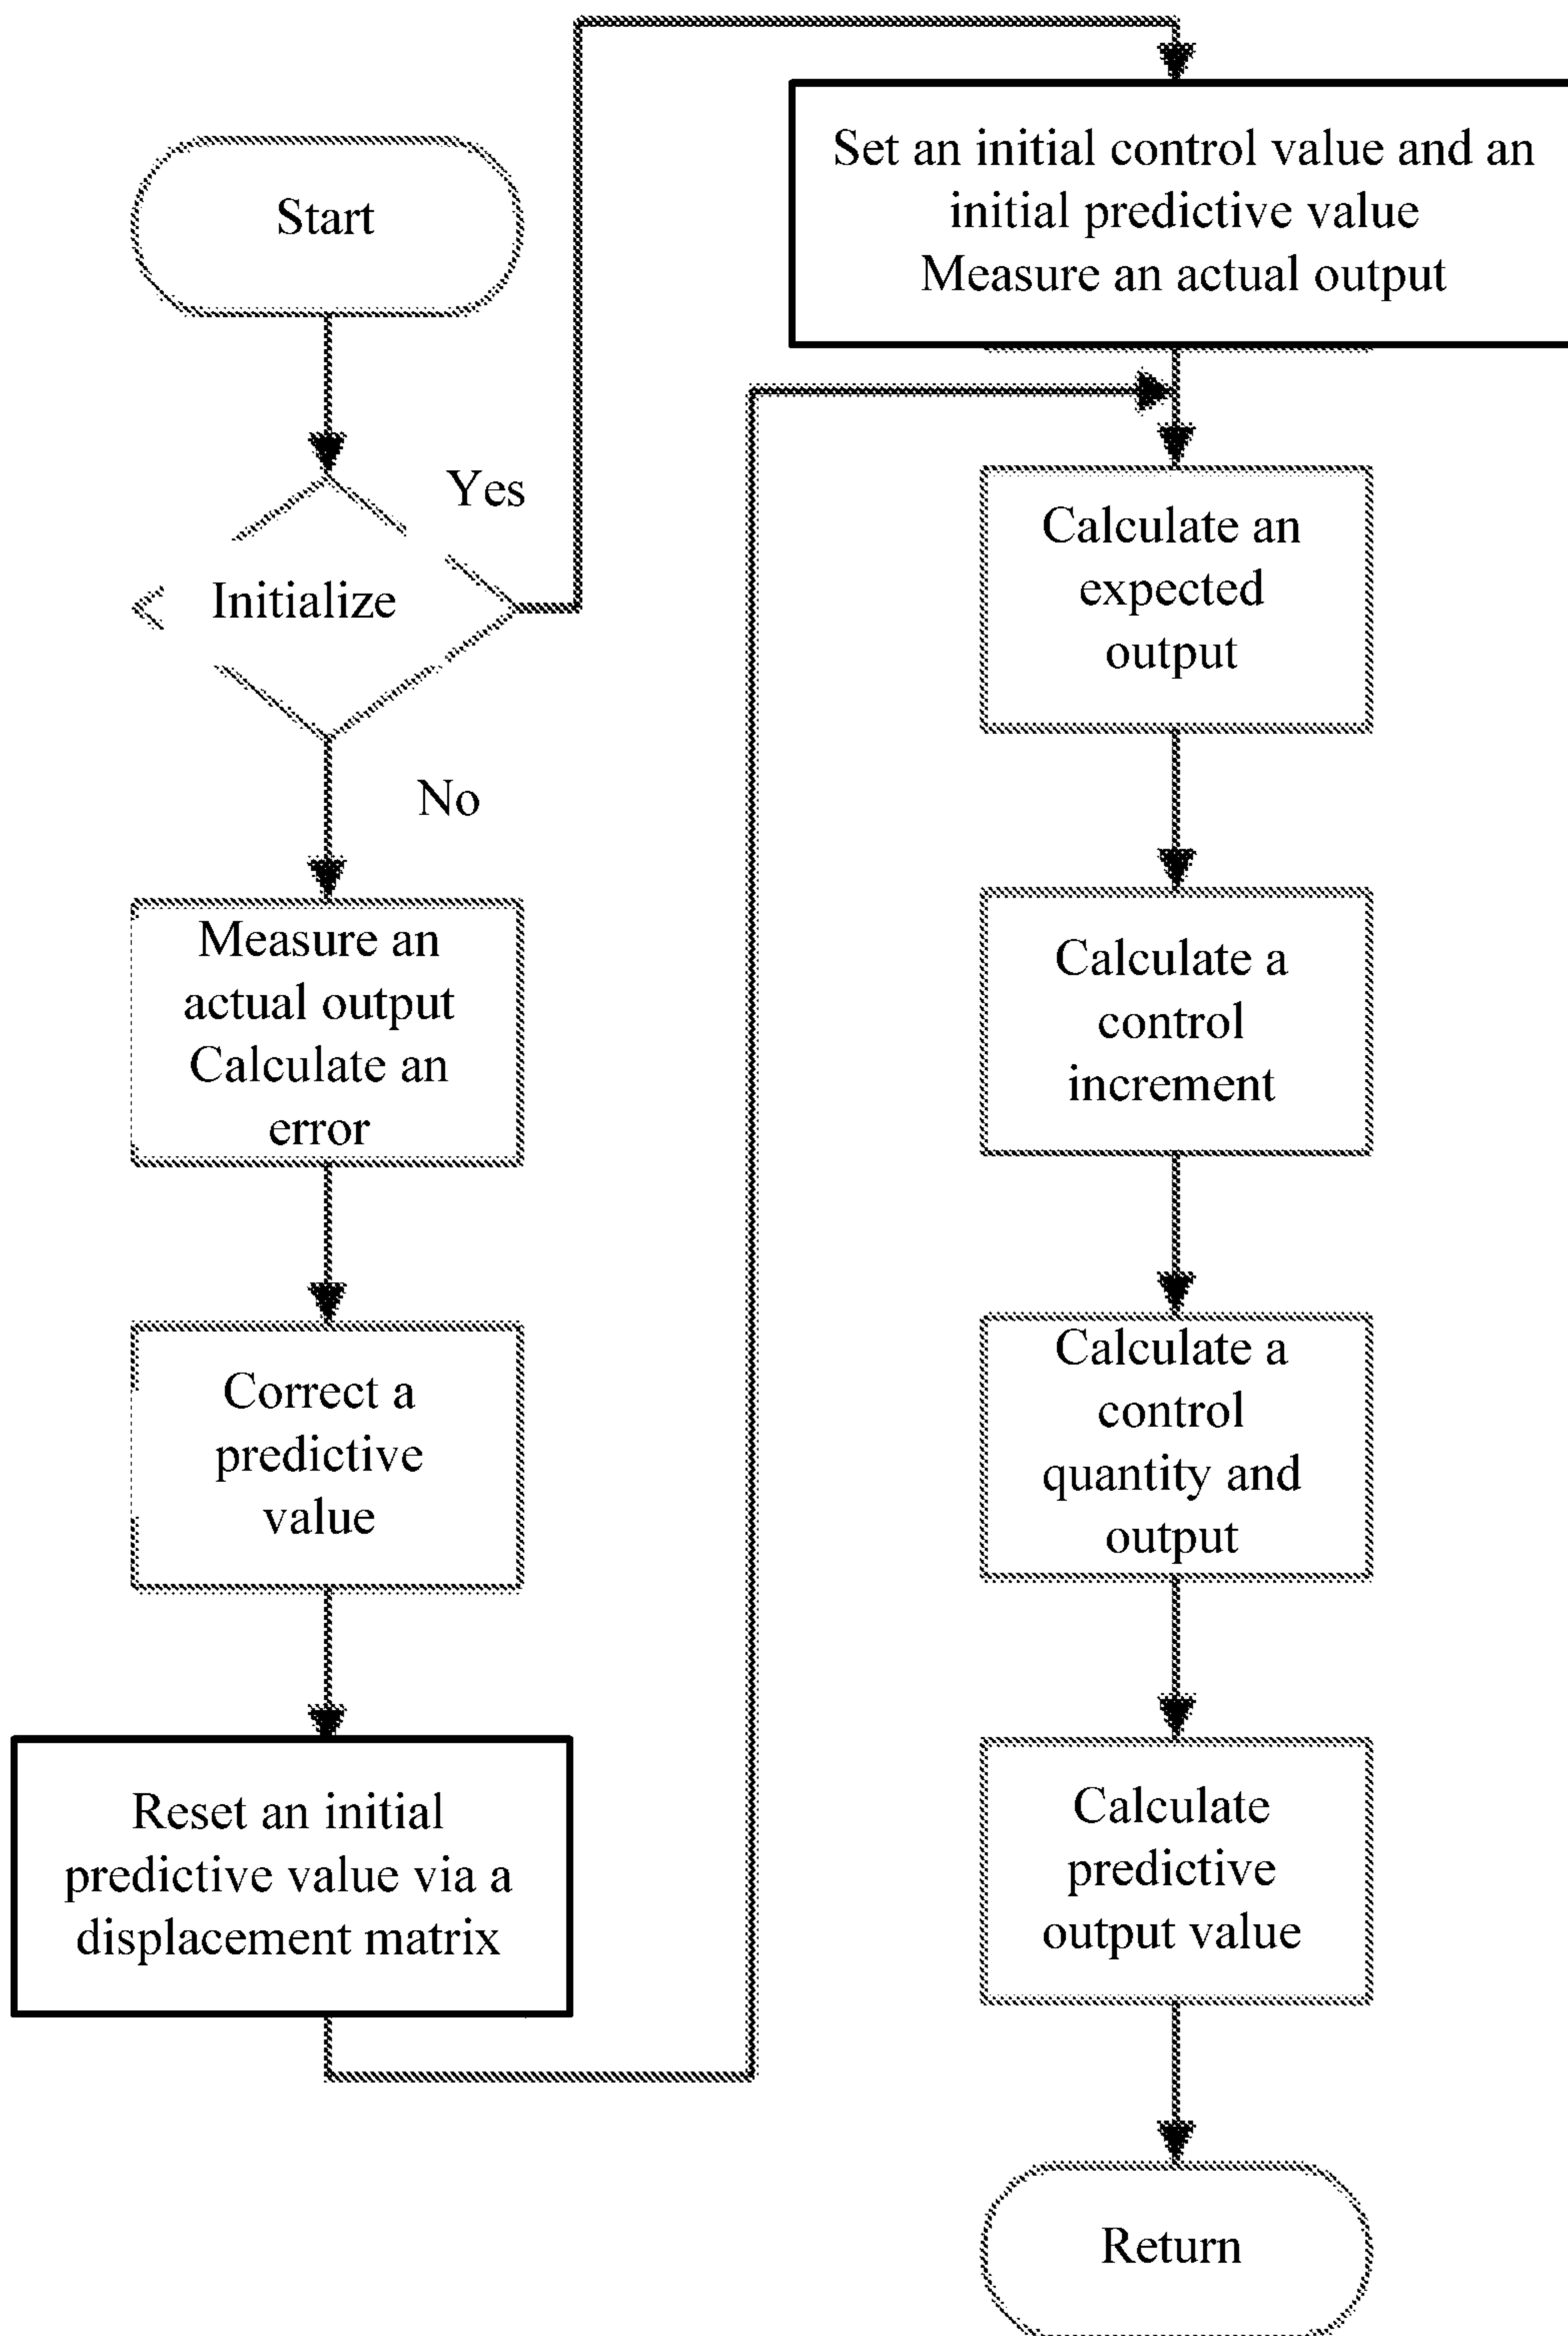 Start
Yes
Initialize
No
Measure an
actual output
Calculate an
error
Correct a
predictive
value
Reset an initial
predictive value via a
displacement matrix
Set an initial control value and an
initial predictive value
Measure an actual output
Calculate an
expected
output
Calculate a
control
increment
Calculate a
control
quantity and
output
Calculate
predictive
output value
Return